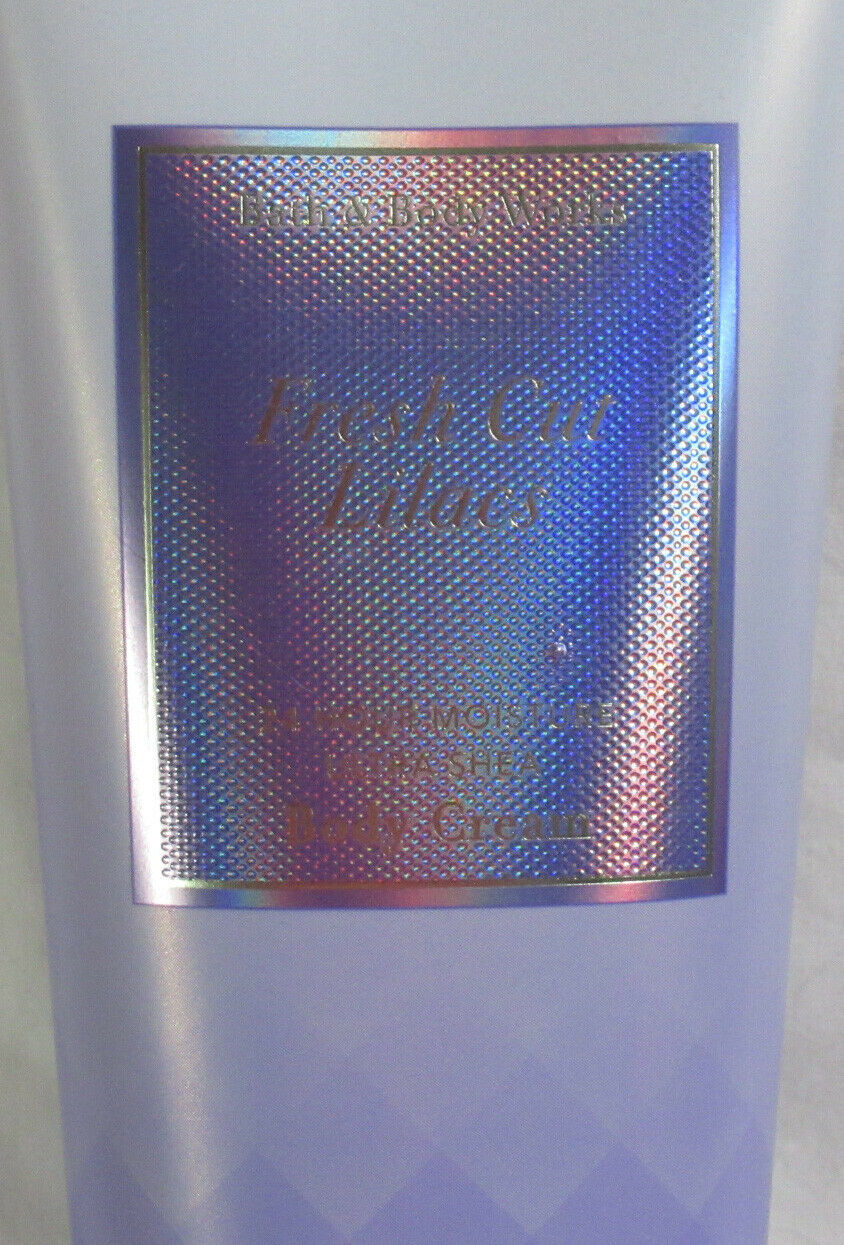 Bath & Body Works
Fresh Cut
Lilacs
24 HOUR MOISTURE
ULTRA SHEA
Body Cream